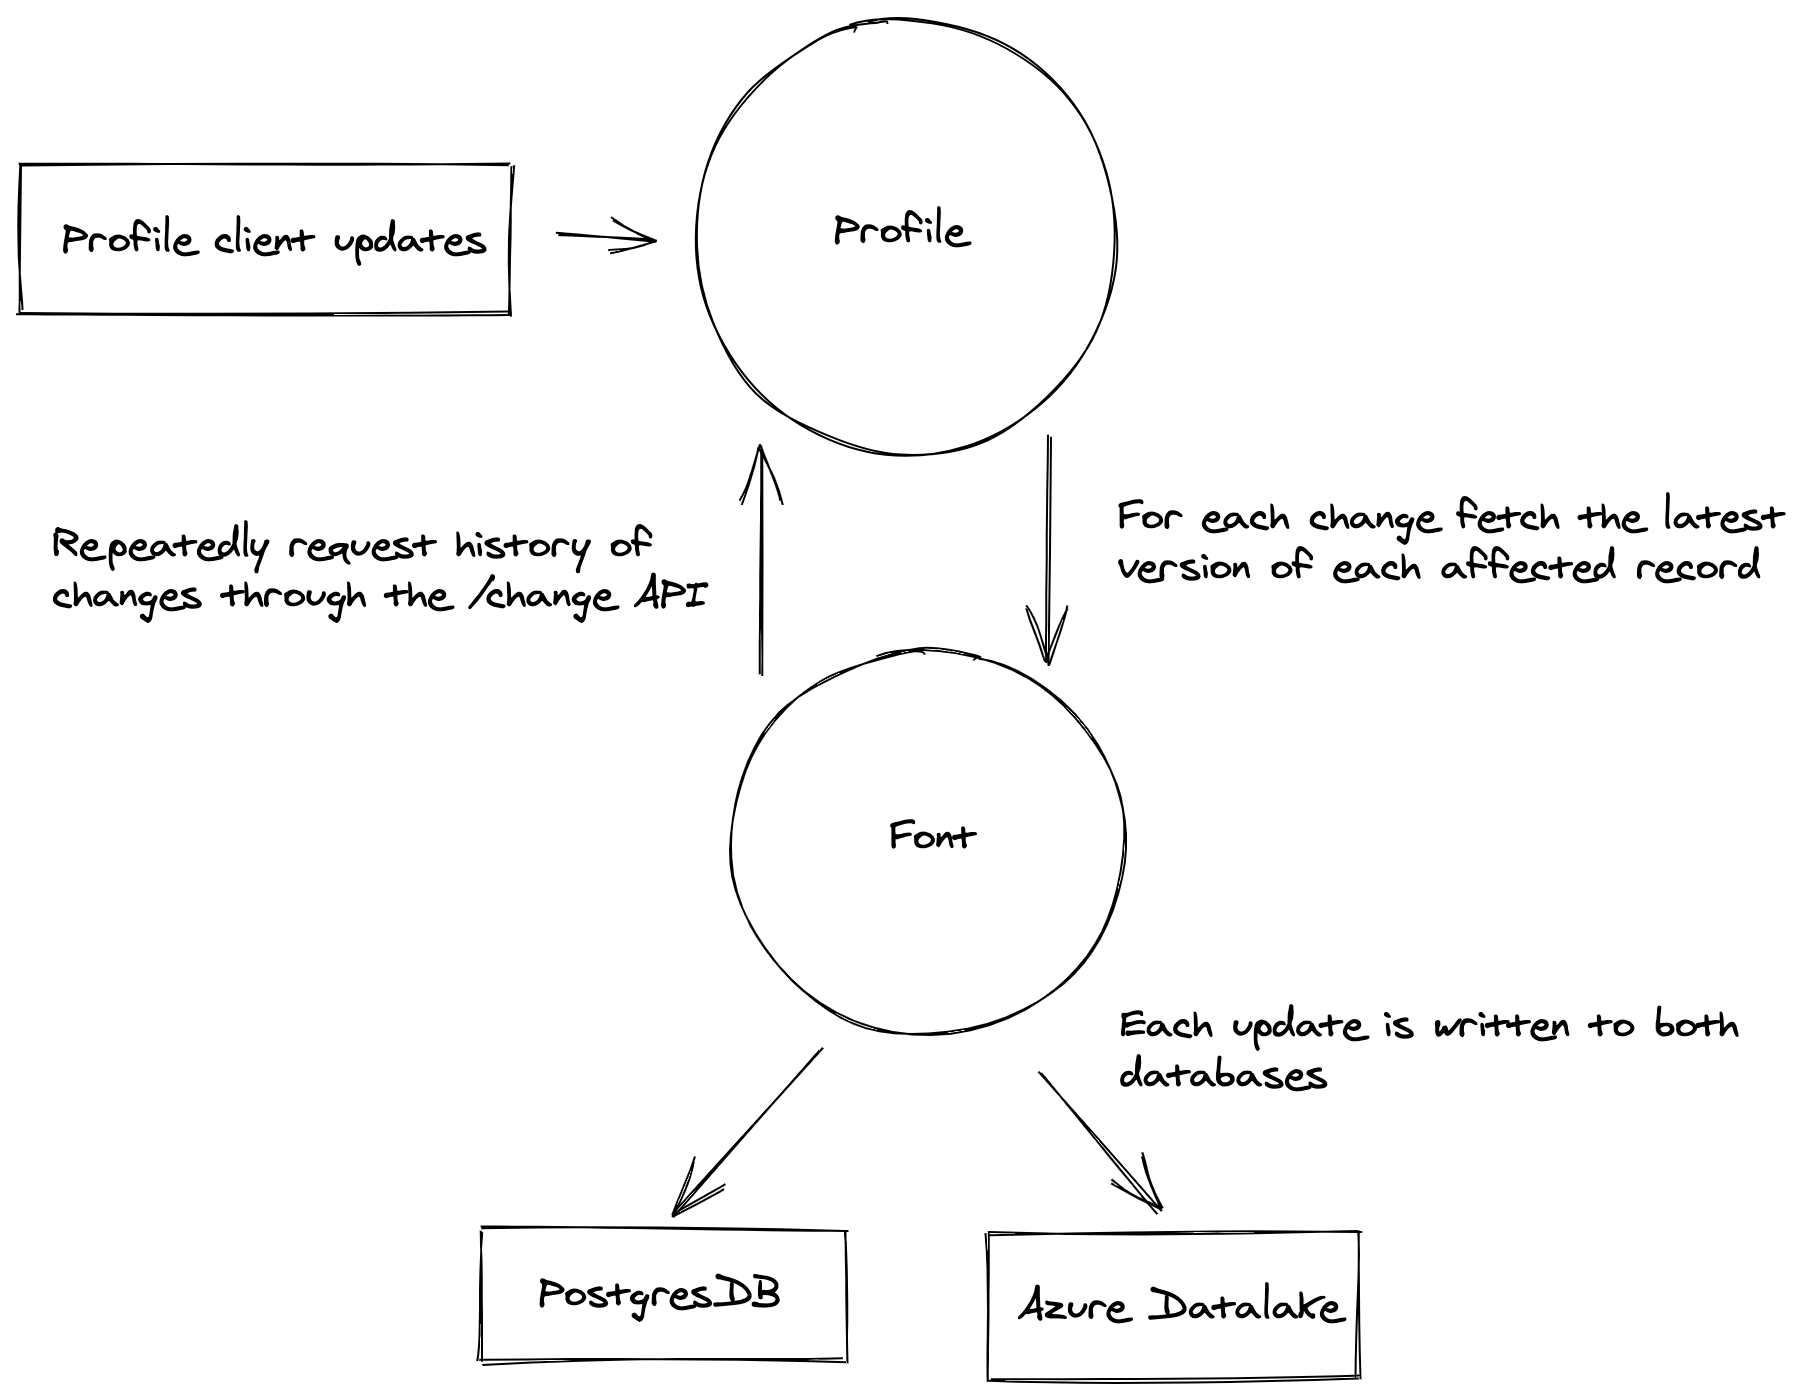 Profile
Profile client updates
Repeatedly request history of
changes through the /change API
For each change fetch the latest
version of each affected record
Font
Each update is written to both
databases
PostgresDB
Azure Datalake